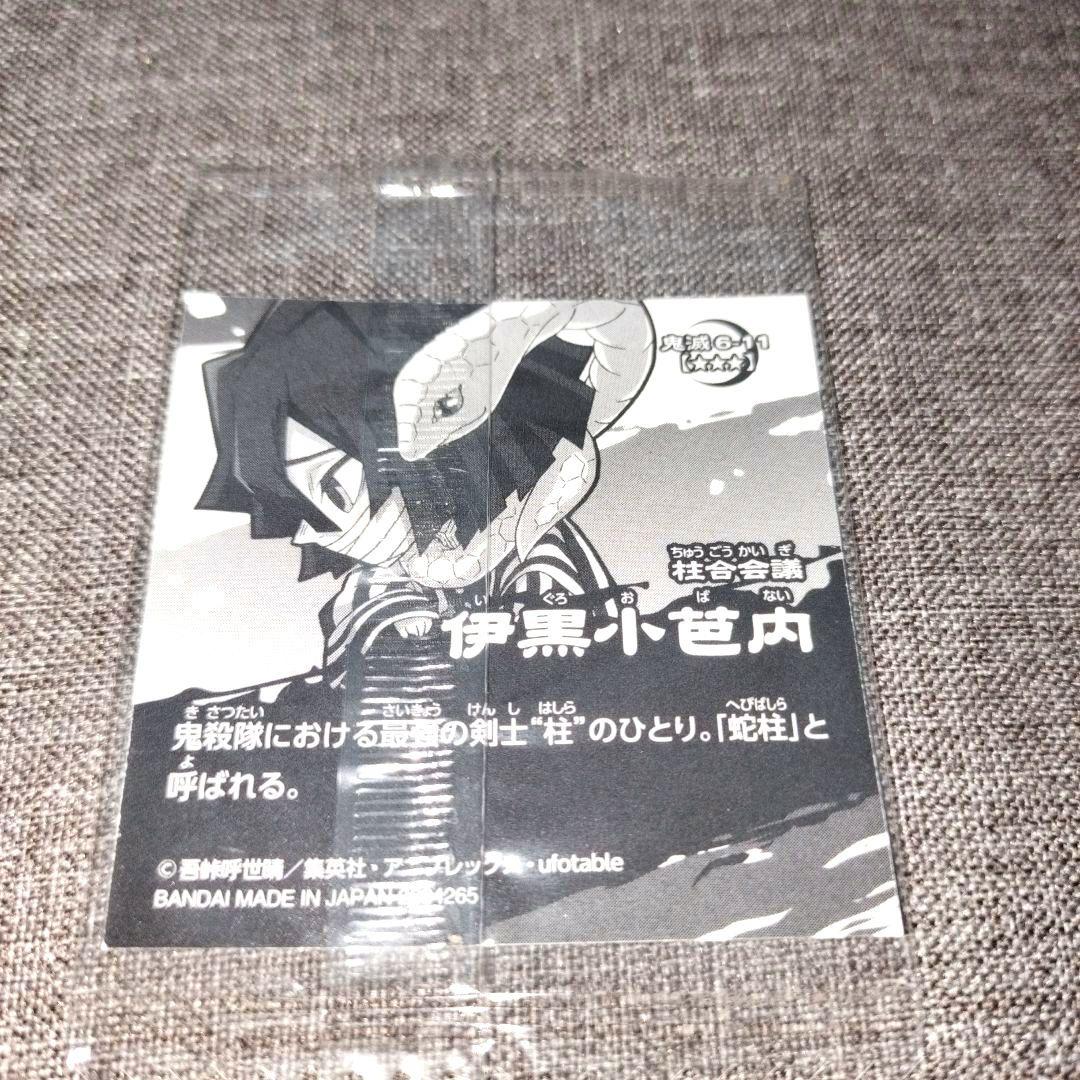 鬼滅 6-11
[★★★]
ちゅうごうかいぎ
柱合会議
いぐろおばない
伊黒小芭内
きさつたい さいきょう けんし はしら へびばしら
鬼殺隊における最強の剣士“柱”のひとり。「蛇柱」と
よ
呼ばれる。
©吾峠呼世晴／集英社・アニプレックス・ufotable
BANDAI MADE IN JAPAN